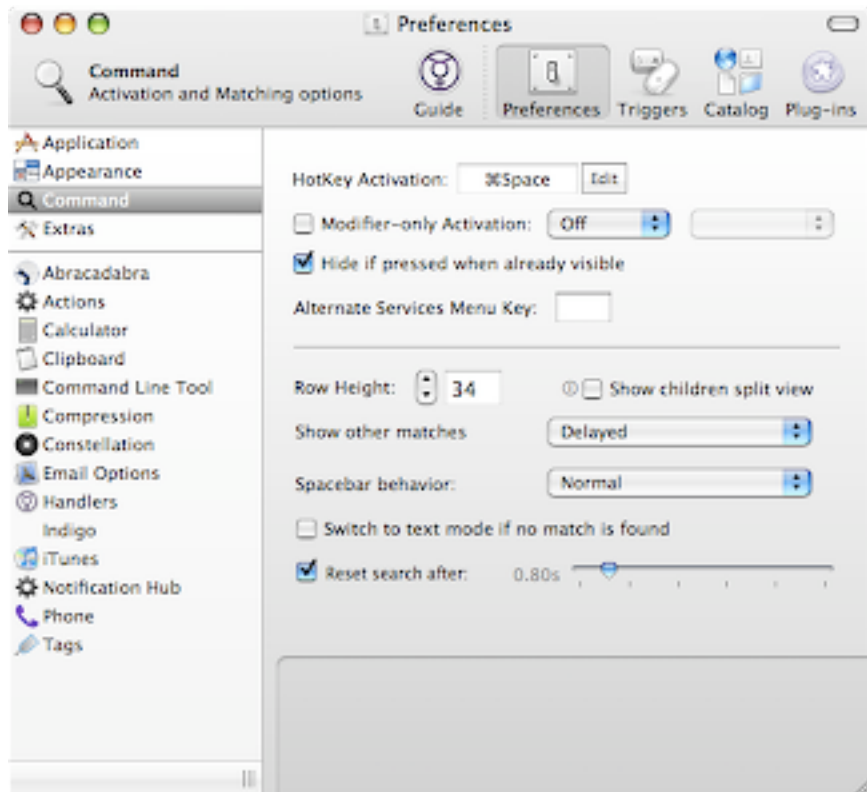 Preferences
Command
Activation and Matching options
Guide
Preferences
Triggers
Catalog
Plug-ins
Application
Appearance
Command
Extras
Abracadabra
Actions
Calculator
Clipboard
Command Line Tool
Compression
Constellation
Email Options
Handlers
Indigo
iTunes
Notification Hub
Phone
Tags
HotKey Activation: ⌘Space Edit
Modifier-only Activation: Off
Hide if pressed when already visible
Alternate Services Menu Key:
Row Height: 34 Show children split view
Show other matches Delayed
Spacebar behavior: Normal
Switch to text mode if no match is found
Reset search after: 0.80s